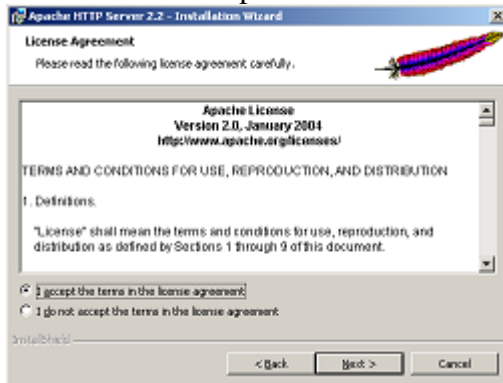 Apache HTTP Server 2.2 - Installation Wizard
License Agreement
Please read the following license agreement carefully.
Apache License
Version 2.0, January 2004
http://www.apache.org/licenses/
TERMS AND CONDITIONS FOR USE, REPRODUCTION, AND DISTRIBUTION
1. Definitions.
"License" shall mean the terms and conditions for use, reproduction, and
distribution as defined by Sections 1 through 9 of this document.
I accept the terms in the license agreement
I do not accept the terms in the license agreement
InstallShield
< Back Next > Cancel